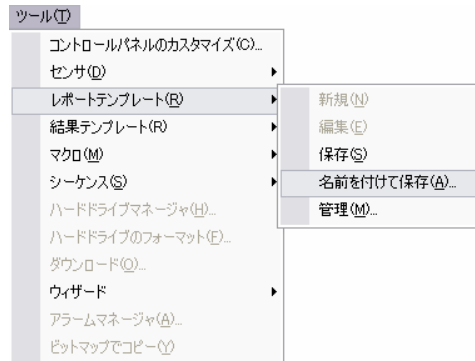 ツール(T)
コントロールパネルのカスタマイズ(C)...
センサ(D)
レポートテンプレート(R)
結果テンプレート(R)
マクロ(M)
シーケンス(S)
ハードドライブマネージャ(H)...
ハードドライブのフォーマット(F)...
ダウンロード(O)...
ウィザード
アラームマネージャ(A)...
ビットマップでコピー(Y)
新規(N)
編集(E)
保存(S)
名前を付けて保存(A)...
管理(M)...